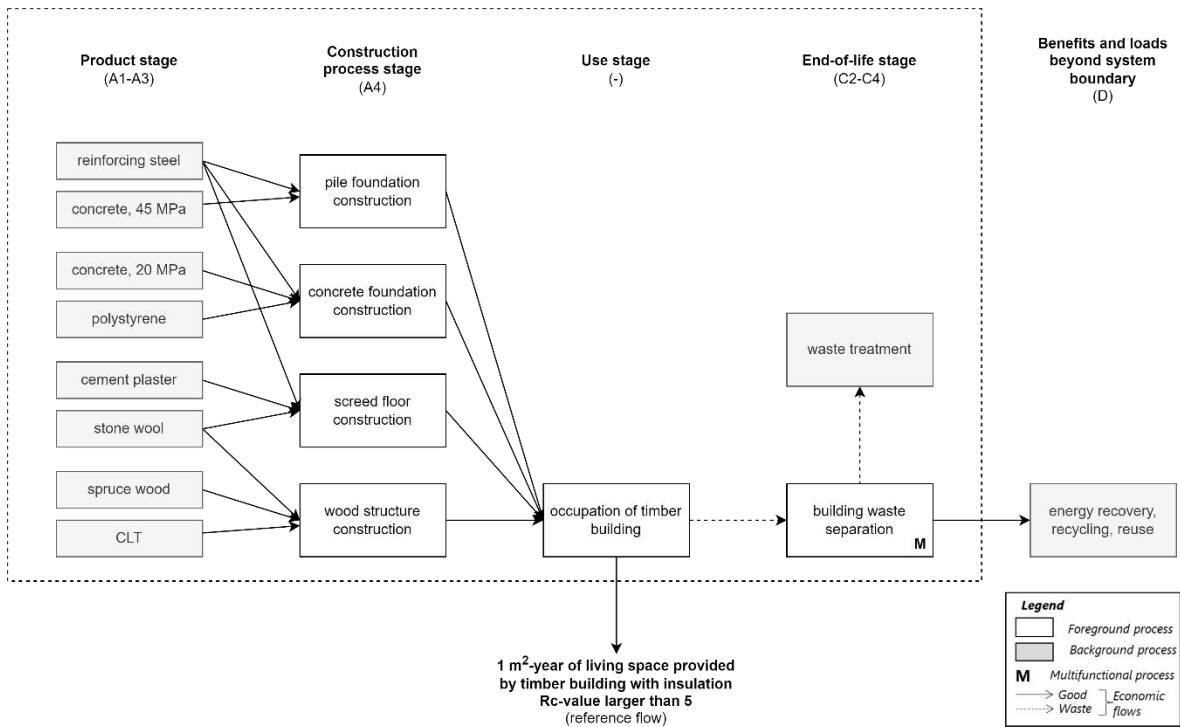 Product stage
(A1-A3)
Construction
process stage
(A4)
Use stage
(-)
End-of-life stage
(C2-C4)
Benefits and loads
beyond system
boundary
(D)
reinforcing steel
concrete, 45 MPa
concrete, 20 MPa
polystyrene
cement plaster
stone wool
spruce wood
CLT
pile foundation
construction
concrete foundation
construction
screed floor
construction
wood structure
construction
occupation of timber
building
waste treatment
building waste
separation
M
energy recovery,
recycling, reuse
1 m²-year of living space provided
by timber building with insulation
Rc-value larger than 5
(reference flow)
Legend
Foreground process
Background process
M Multifunctional process
Good
Waste
Economic
flows